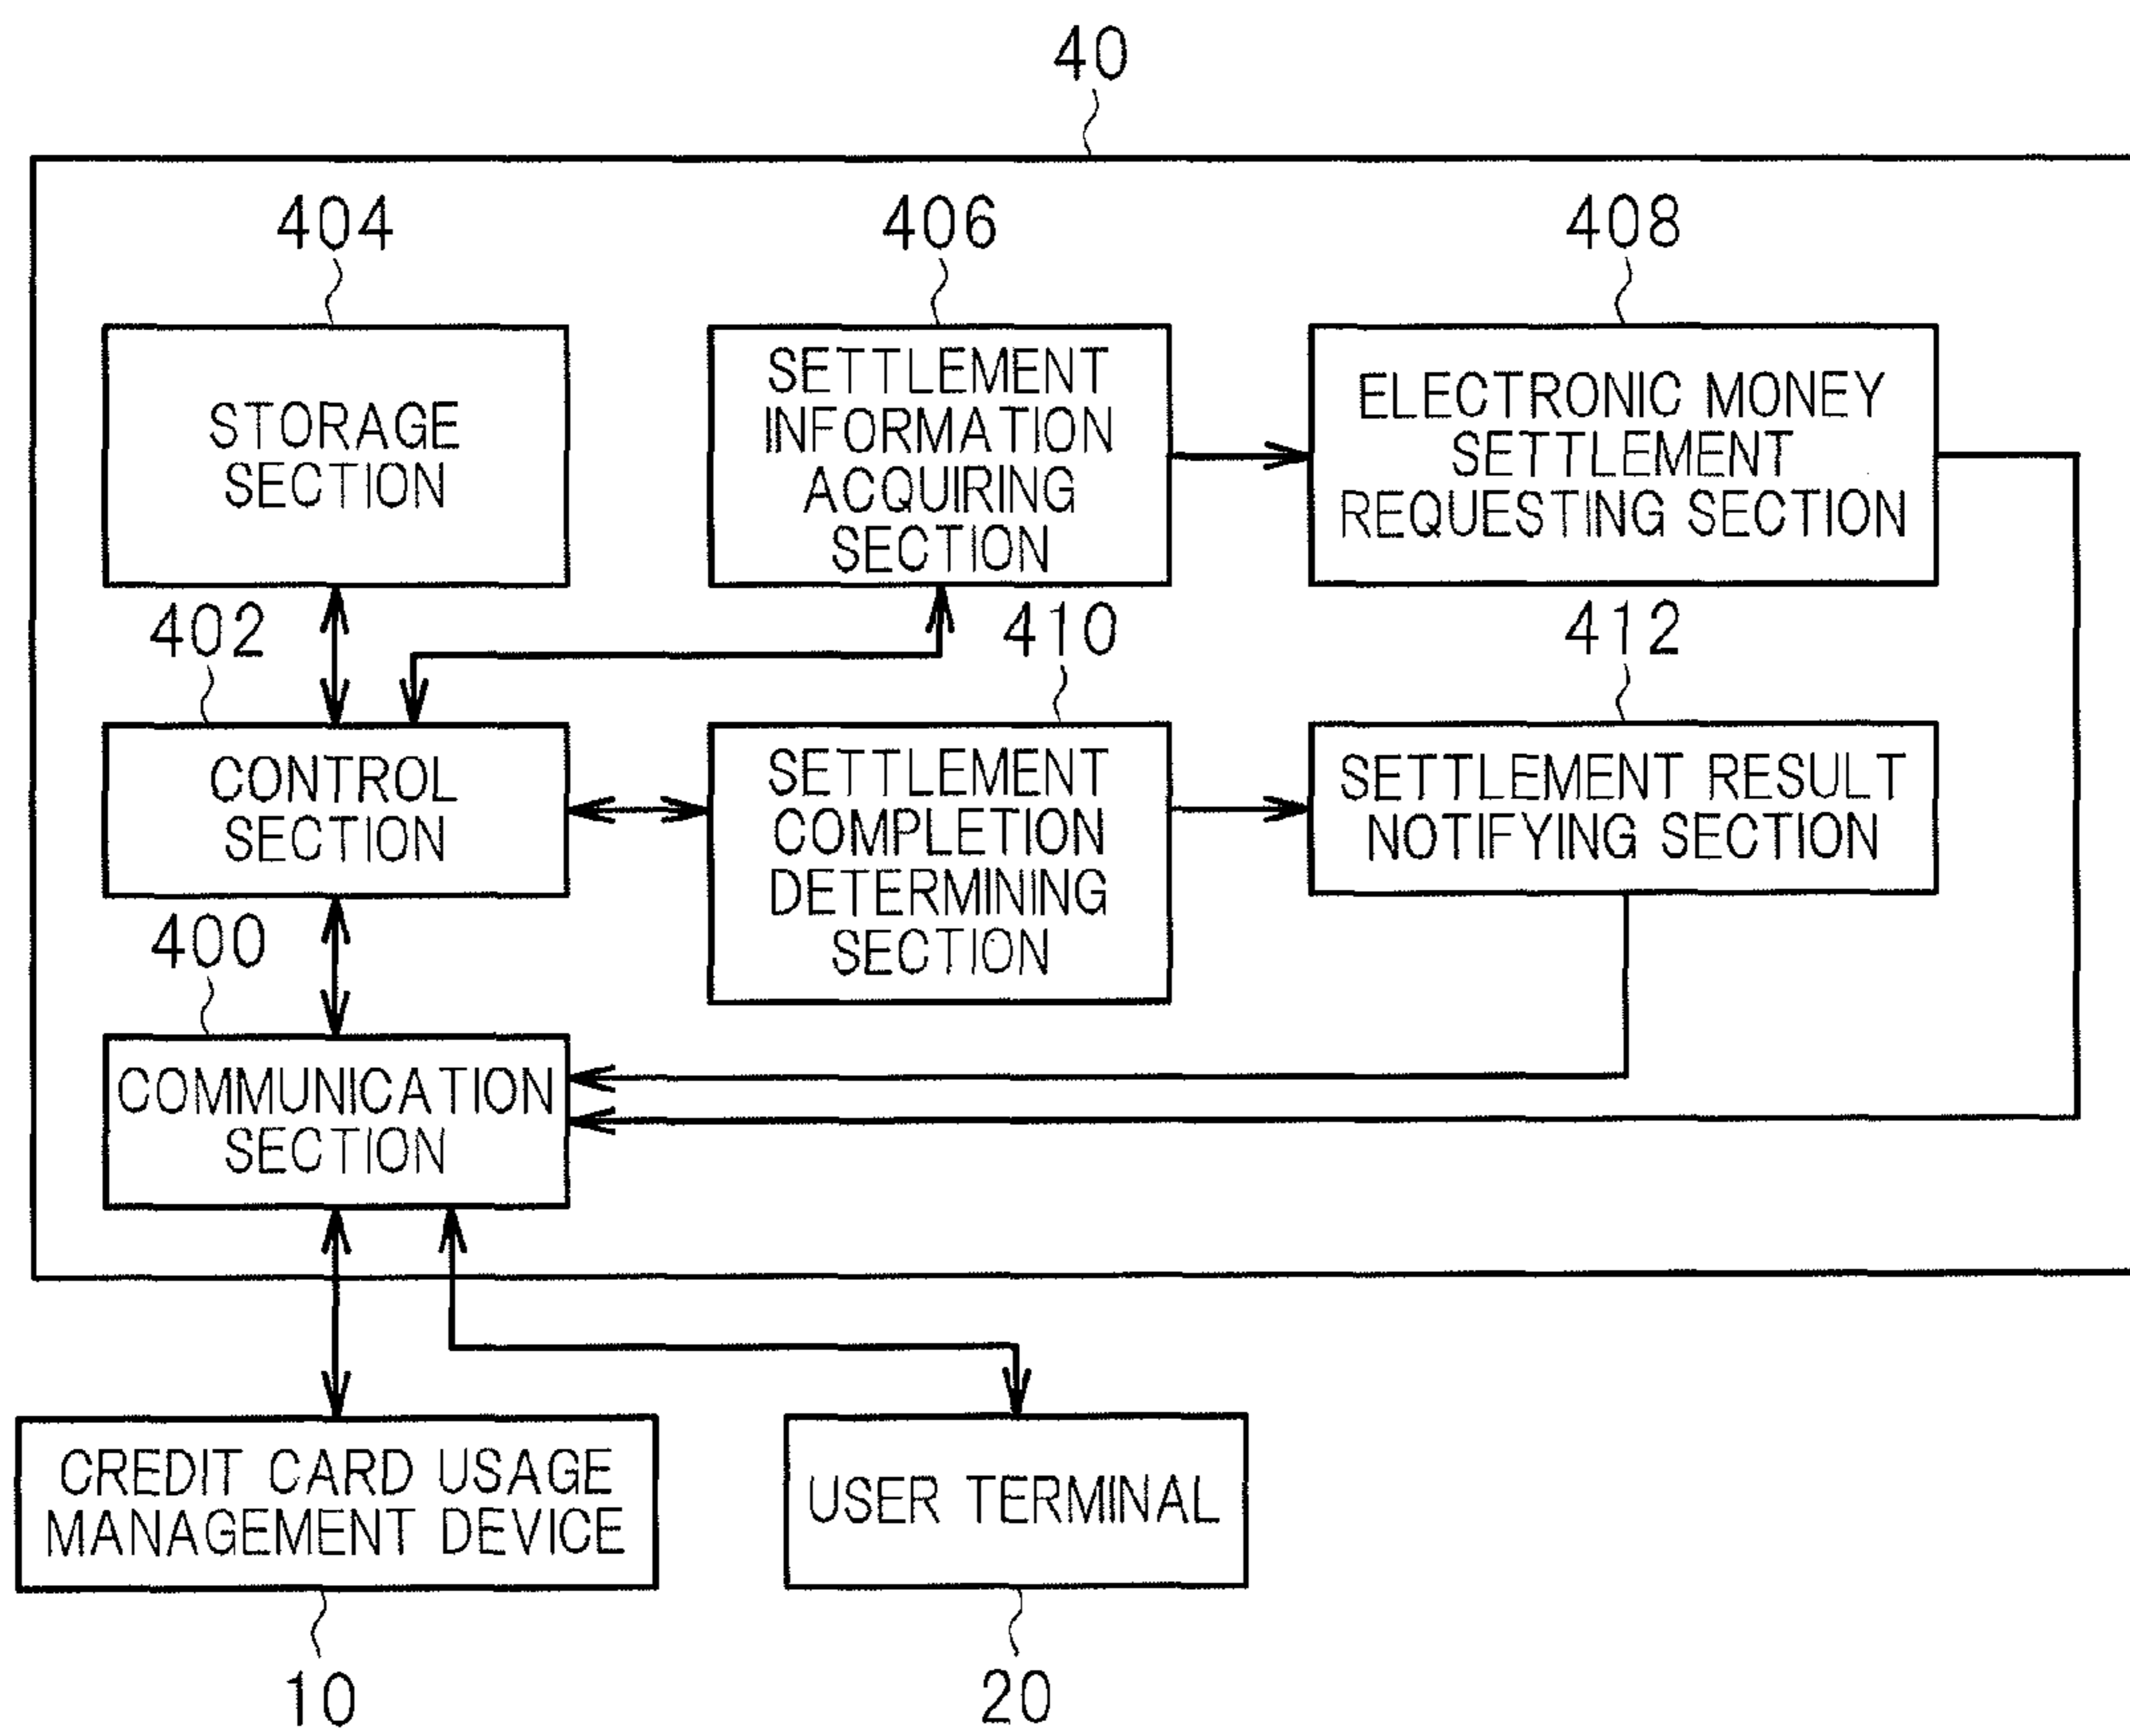 40
404
406
408
STORAGE
SECTION
SETTLEMENT
INFORMATION
ACQUIRING
SECTION
ELECTRONIC MONEY
SETTLEMENT
REQUESTING SECTION
402
410
412
CONTROL
SECTION
SETTLEMENT
COMPLETION
DETERMINING
SECTION
SETTLEMENT RESULT
NOTIFYING SECTION
400
COMMUNICATION
SECTION
CREDIT CARD USAGE
MANAGEMENT DEVICE
USER TERMINAL
10
20